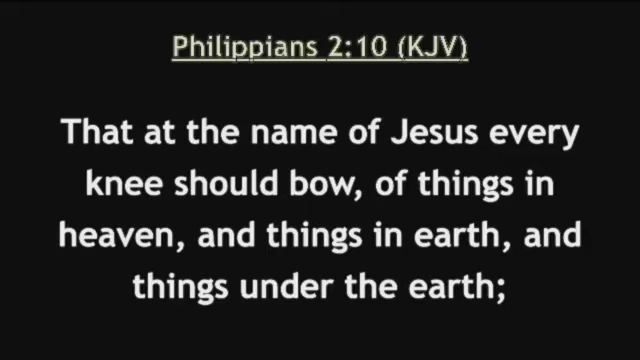 Philippians 2:10 (KJV)
That at the name of Jesus every
knee should bow, of things in
heaven, and things in earth, and
things under the earth;